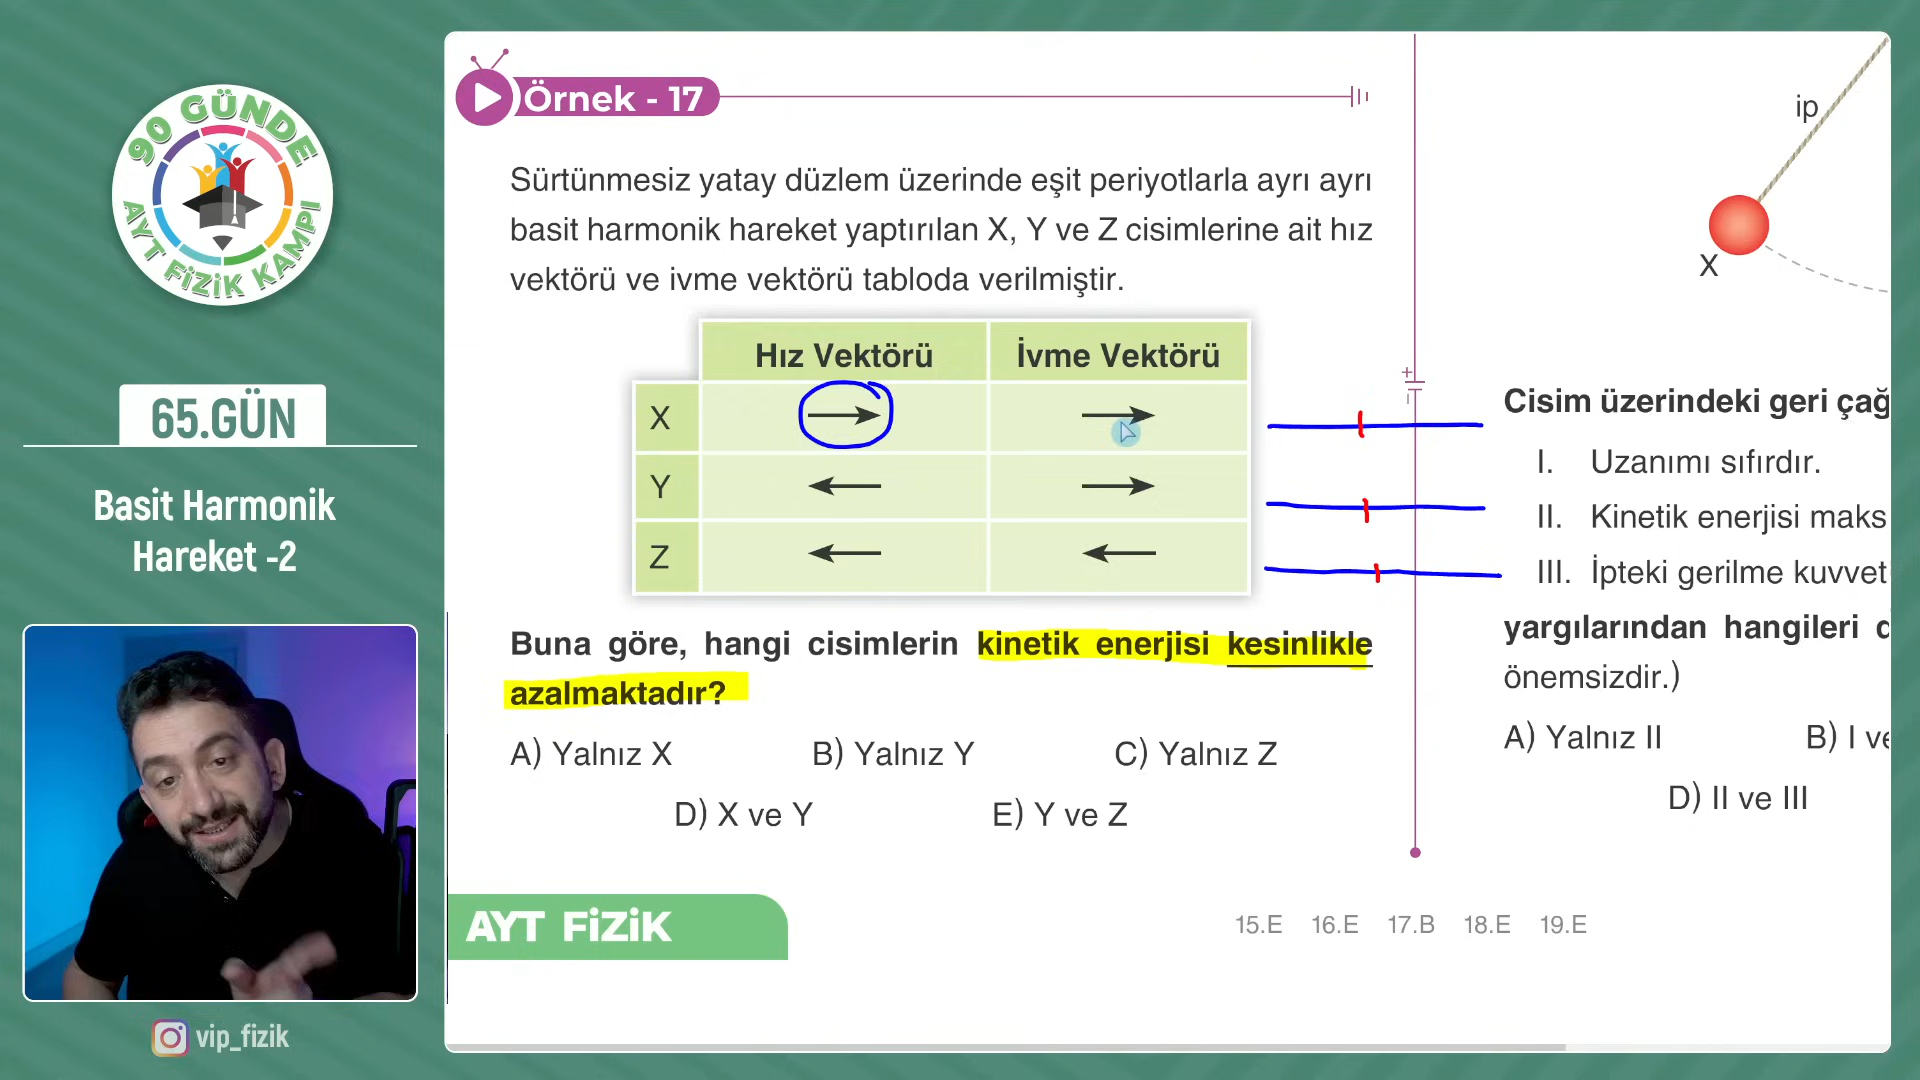 90 GÜNDE
AYT FİZİK KAMPI
65.GÜN
Basit Harmonik
Hareket -2
vip_fizik
Örnek - 17
Sürtünmesiz yatay düzlem üzerinde eşit periyotlarla ayrı ayrı
basit harmonik hareket yaptırılan X, Y ve Z cisimlerine ait hız
vektörü ve ivme vektörü tabloda verilmiştir.
Hız Vektörü İvme Vektörü
X
Y
Z
Buna göre, hangi cisimlerin kinetik enerjisi kesinlikle
azalmaktadır?
A) Yalnız X B) Yalnız Y C) Yalnız Z
D) X ve Y E) Y ve Z
AYT FİZİK
15.E 16.E 17.B 18.E 19.E
ip
X
Cisim üzerindeki geri çağ
I. Uzanımı sıfırdır.
II. Kinetik enerjisi maks
III. İpteki gerilme kuvvet
yargılarından hangileri d
önemsizdir.)
A) Yalnız II B) I ve
D) II ve III